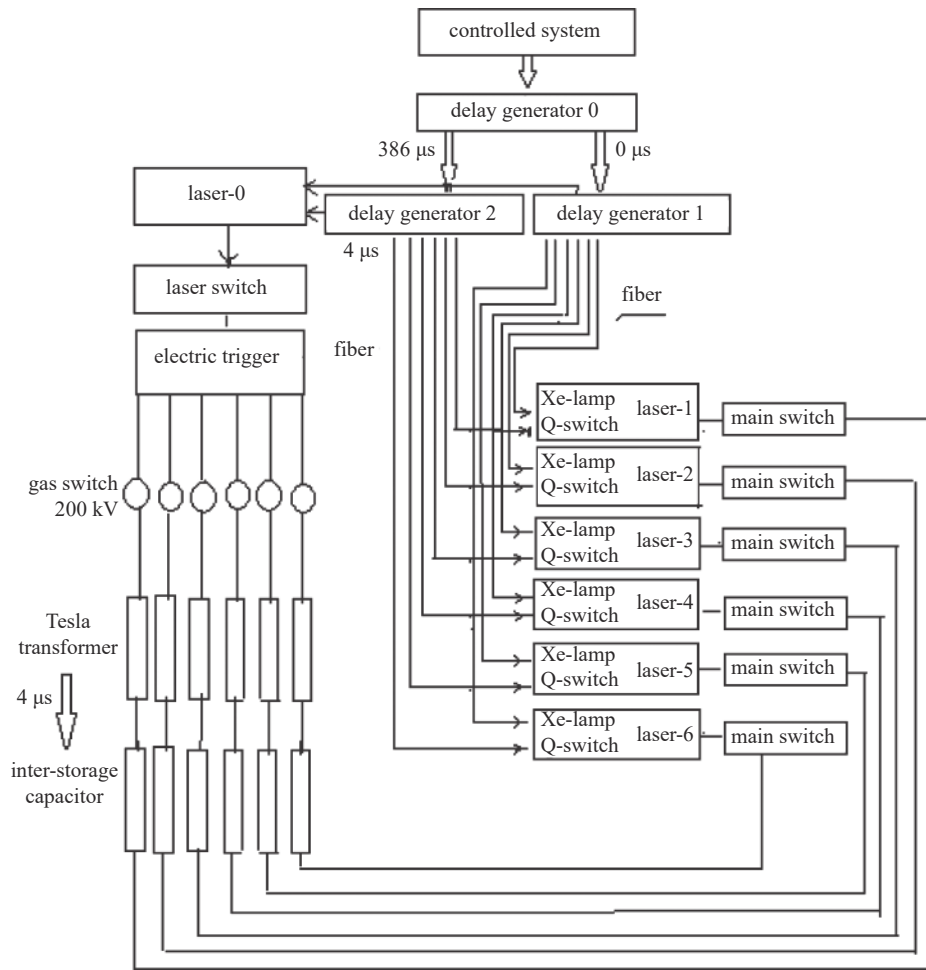 controlled system
delay generator 0
386 μs
0 μs
laser-0
delay generator 2
delay generator 1
4 μs
laser switch
fiber
electric trigger
fiber
Xe-lamp
Q-switch
laser-1
main switch
Xe-lamp
Q-switch
laser-2
main switch
gas switch
200 kV
Xe-lamp
Q-switch
laser-3
main switch
Xe-lamp
Q-switch
laser-4
main switch
Tesla
transformer
Xe-lamp
Q-switch
laser-5
main switch
4 μs
Xe-lamp
Q-switch
laser-6
main switch
inter-storage
capacitor